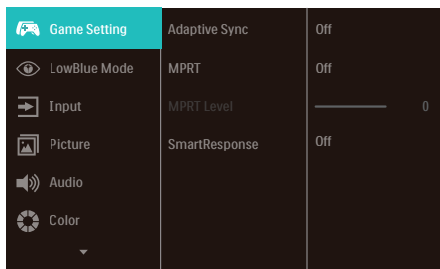 Game Setting Adaptive Sync Off
LowBlue Mode MPRT Off
Input MPRT Level 0
Picture SmartResponse Off
Audio
Color